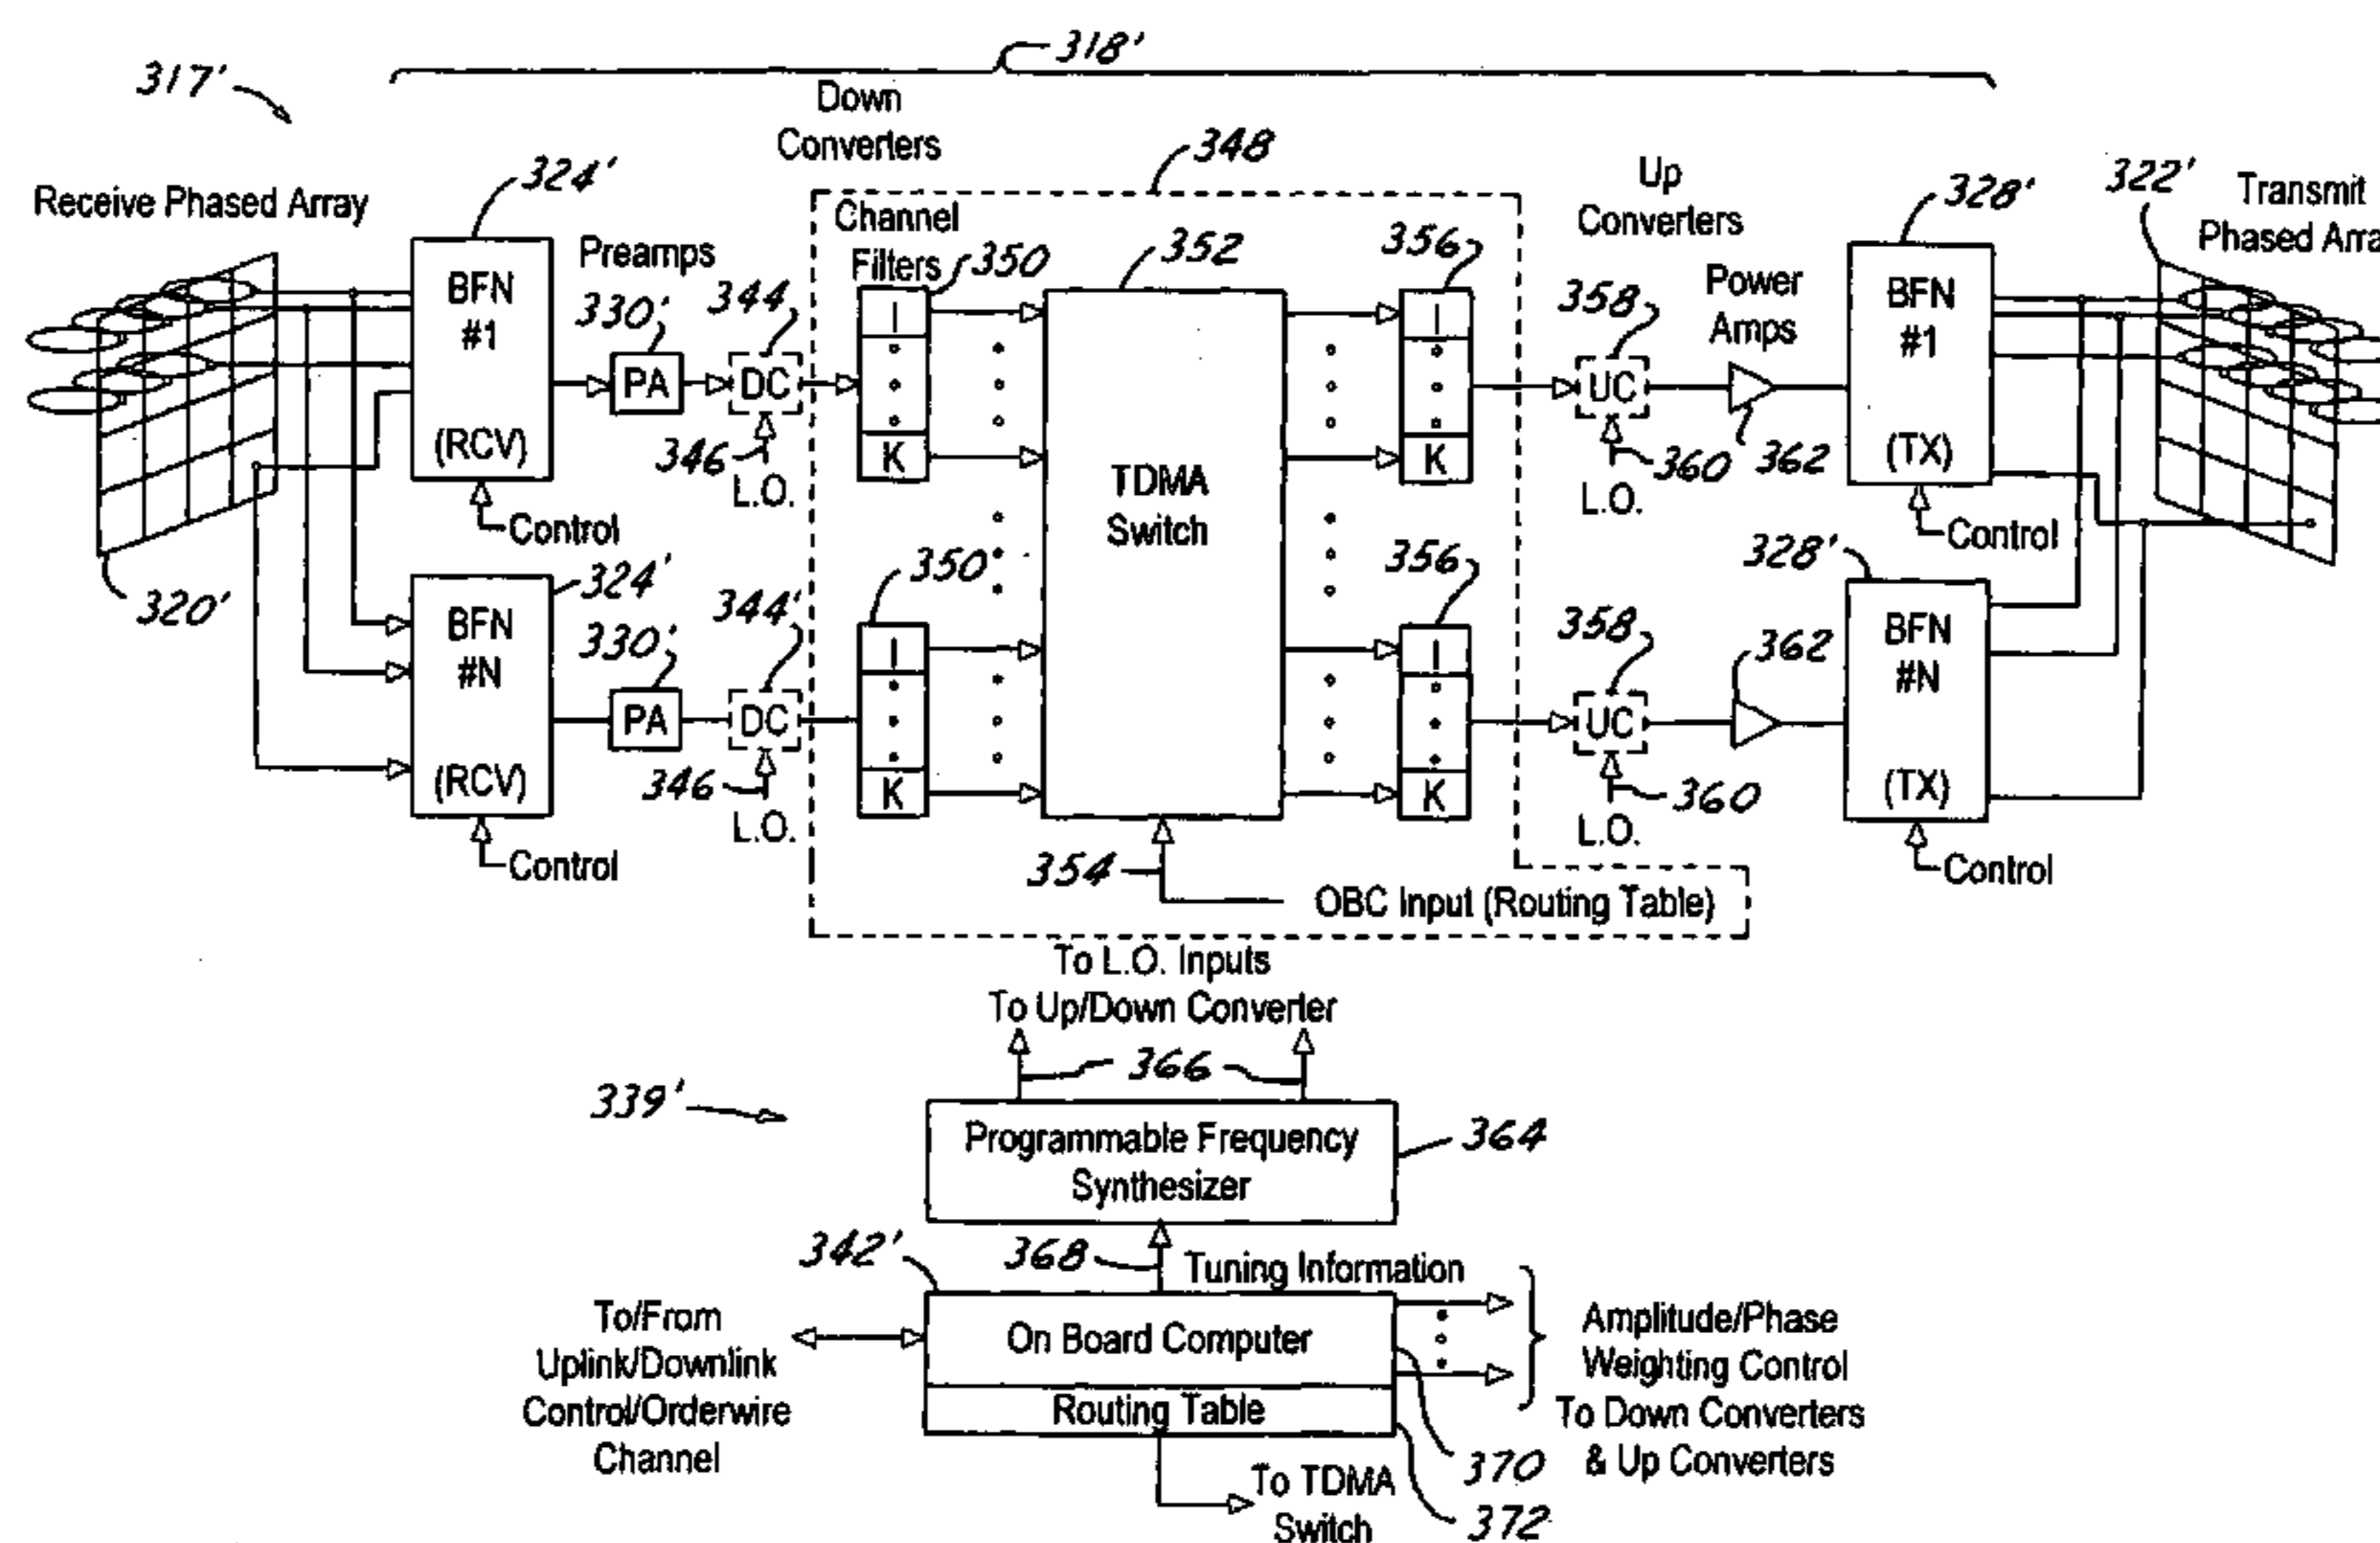 318'
317'
Down
Converters
348
324'
Receive Phased Array
Up
Converters
328'
322'
Transmit
Phased Arra
Channel
Filters
350
352
356
Preamps
330'
344
358
Power
Amps
BFN
#1
(RCV)
PA
DC
346
L.O.
I
K
TDMA
Switch
I
K
UC
360
L.O.
362
BFN
#1
(TX)
Control
Control
320'
324'
BFN
#N
(RCV)
330'
PA
344'
DC
346
L.O.
350'
I
K
356
I
K
358
UC
360
L.O.
362
328'
BFN
#N
(TX)
Control
Control
354
OBC Input (Routing Table)
To L.O. Inputs
To Up/Down Converter
366
339'
Programmable Frequency
Synthesizer
364
342'
368
Tuning Information
To/From
Uplink/Downlink
Control/Orderwire
Channel
On Board Computer
Routing Table
Amplitude/Phase
Weighting Control
To Down Converters
& Up Converters
370
To TDMA
Switch
372